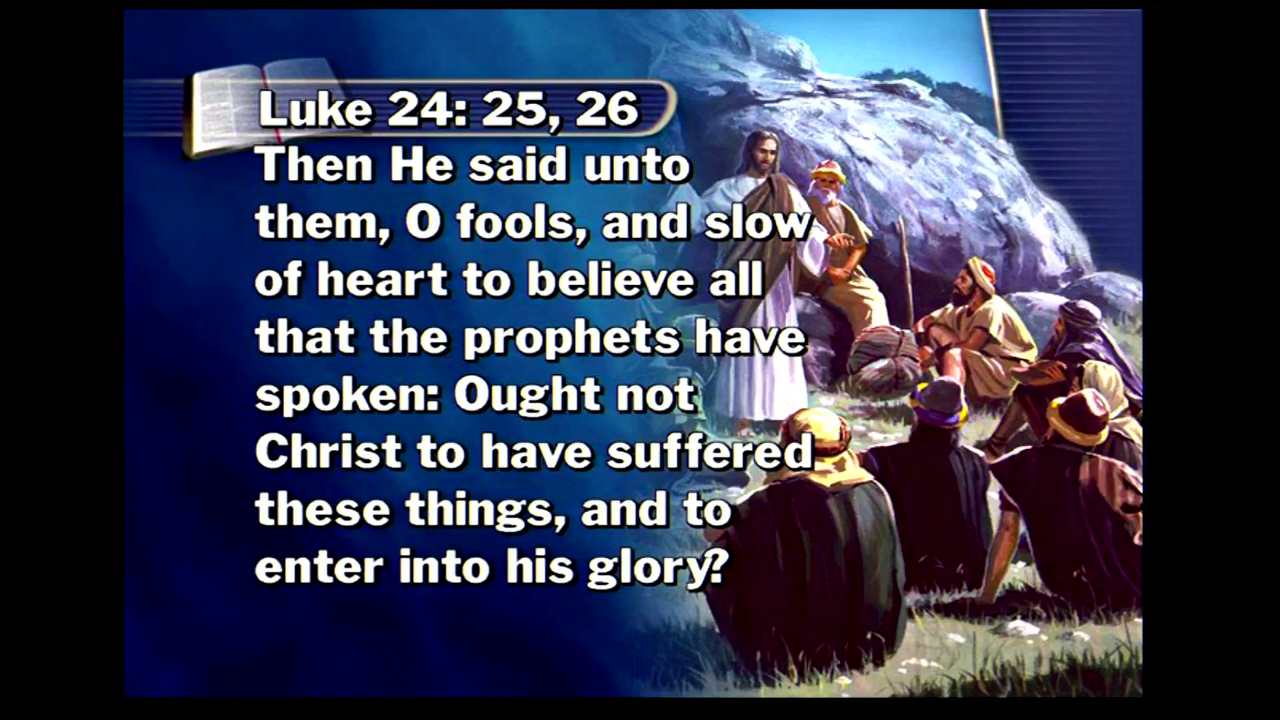 Luke 24: 25, 26
Then He said unto
them, O fools, and slow
of heart to believe all
that the prophets have
spoken: Ought not
Christ to have suffered
these things, and to
enter into his glory?